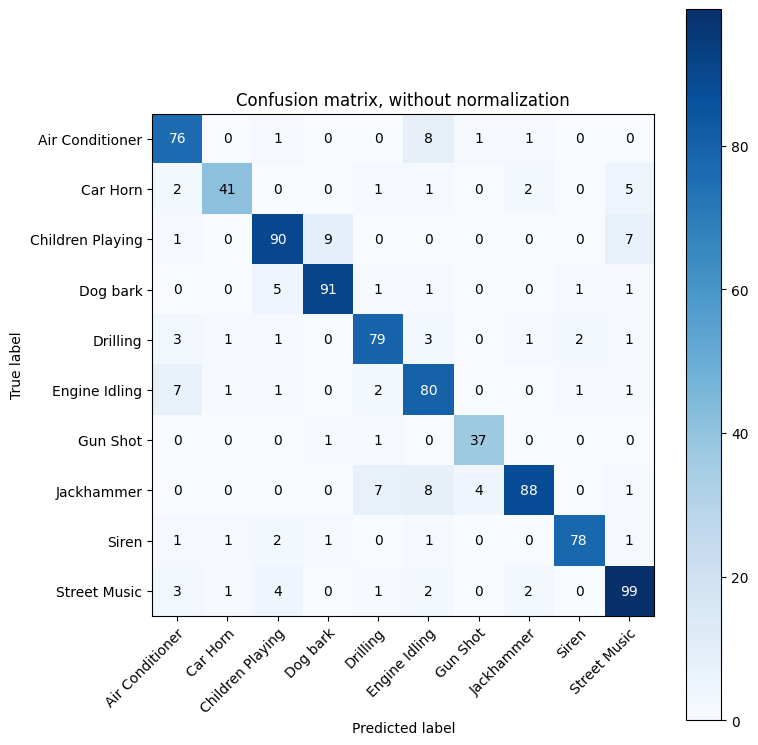 Confusion matrix, without normalization
Air Conditioner 76 0 1 0 0 8 1 1 0 0
Car Horn 2 41 0 0 1 1 0 2 0 5
Children Playing 1 0 90 9 0 0 0 0 0 7
Dog bark 0 0 5 91 1 1 0 0 1 1
Drilling 3 1 1 0 79 3 0 1 2 1
Engine Idling 7 1 1 0 2 80 0 0 1 1
Gun Shot 0 0 0 1 1 0 37 0 0 0
Jackhammer 0 0 0 0 7 8 4 88 0 1
Siren 1 1 2 1 0 1 0 0 78 1
Street Music 3 1 4 0 1 2 0 2 0 99
True label
Air Conditioner Car Horn Children Playing Dog bark Drilling Engine Idling Gun Shot Jackhammer Siren Street Music
Predicted label
80
60
40
20
0